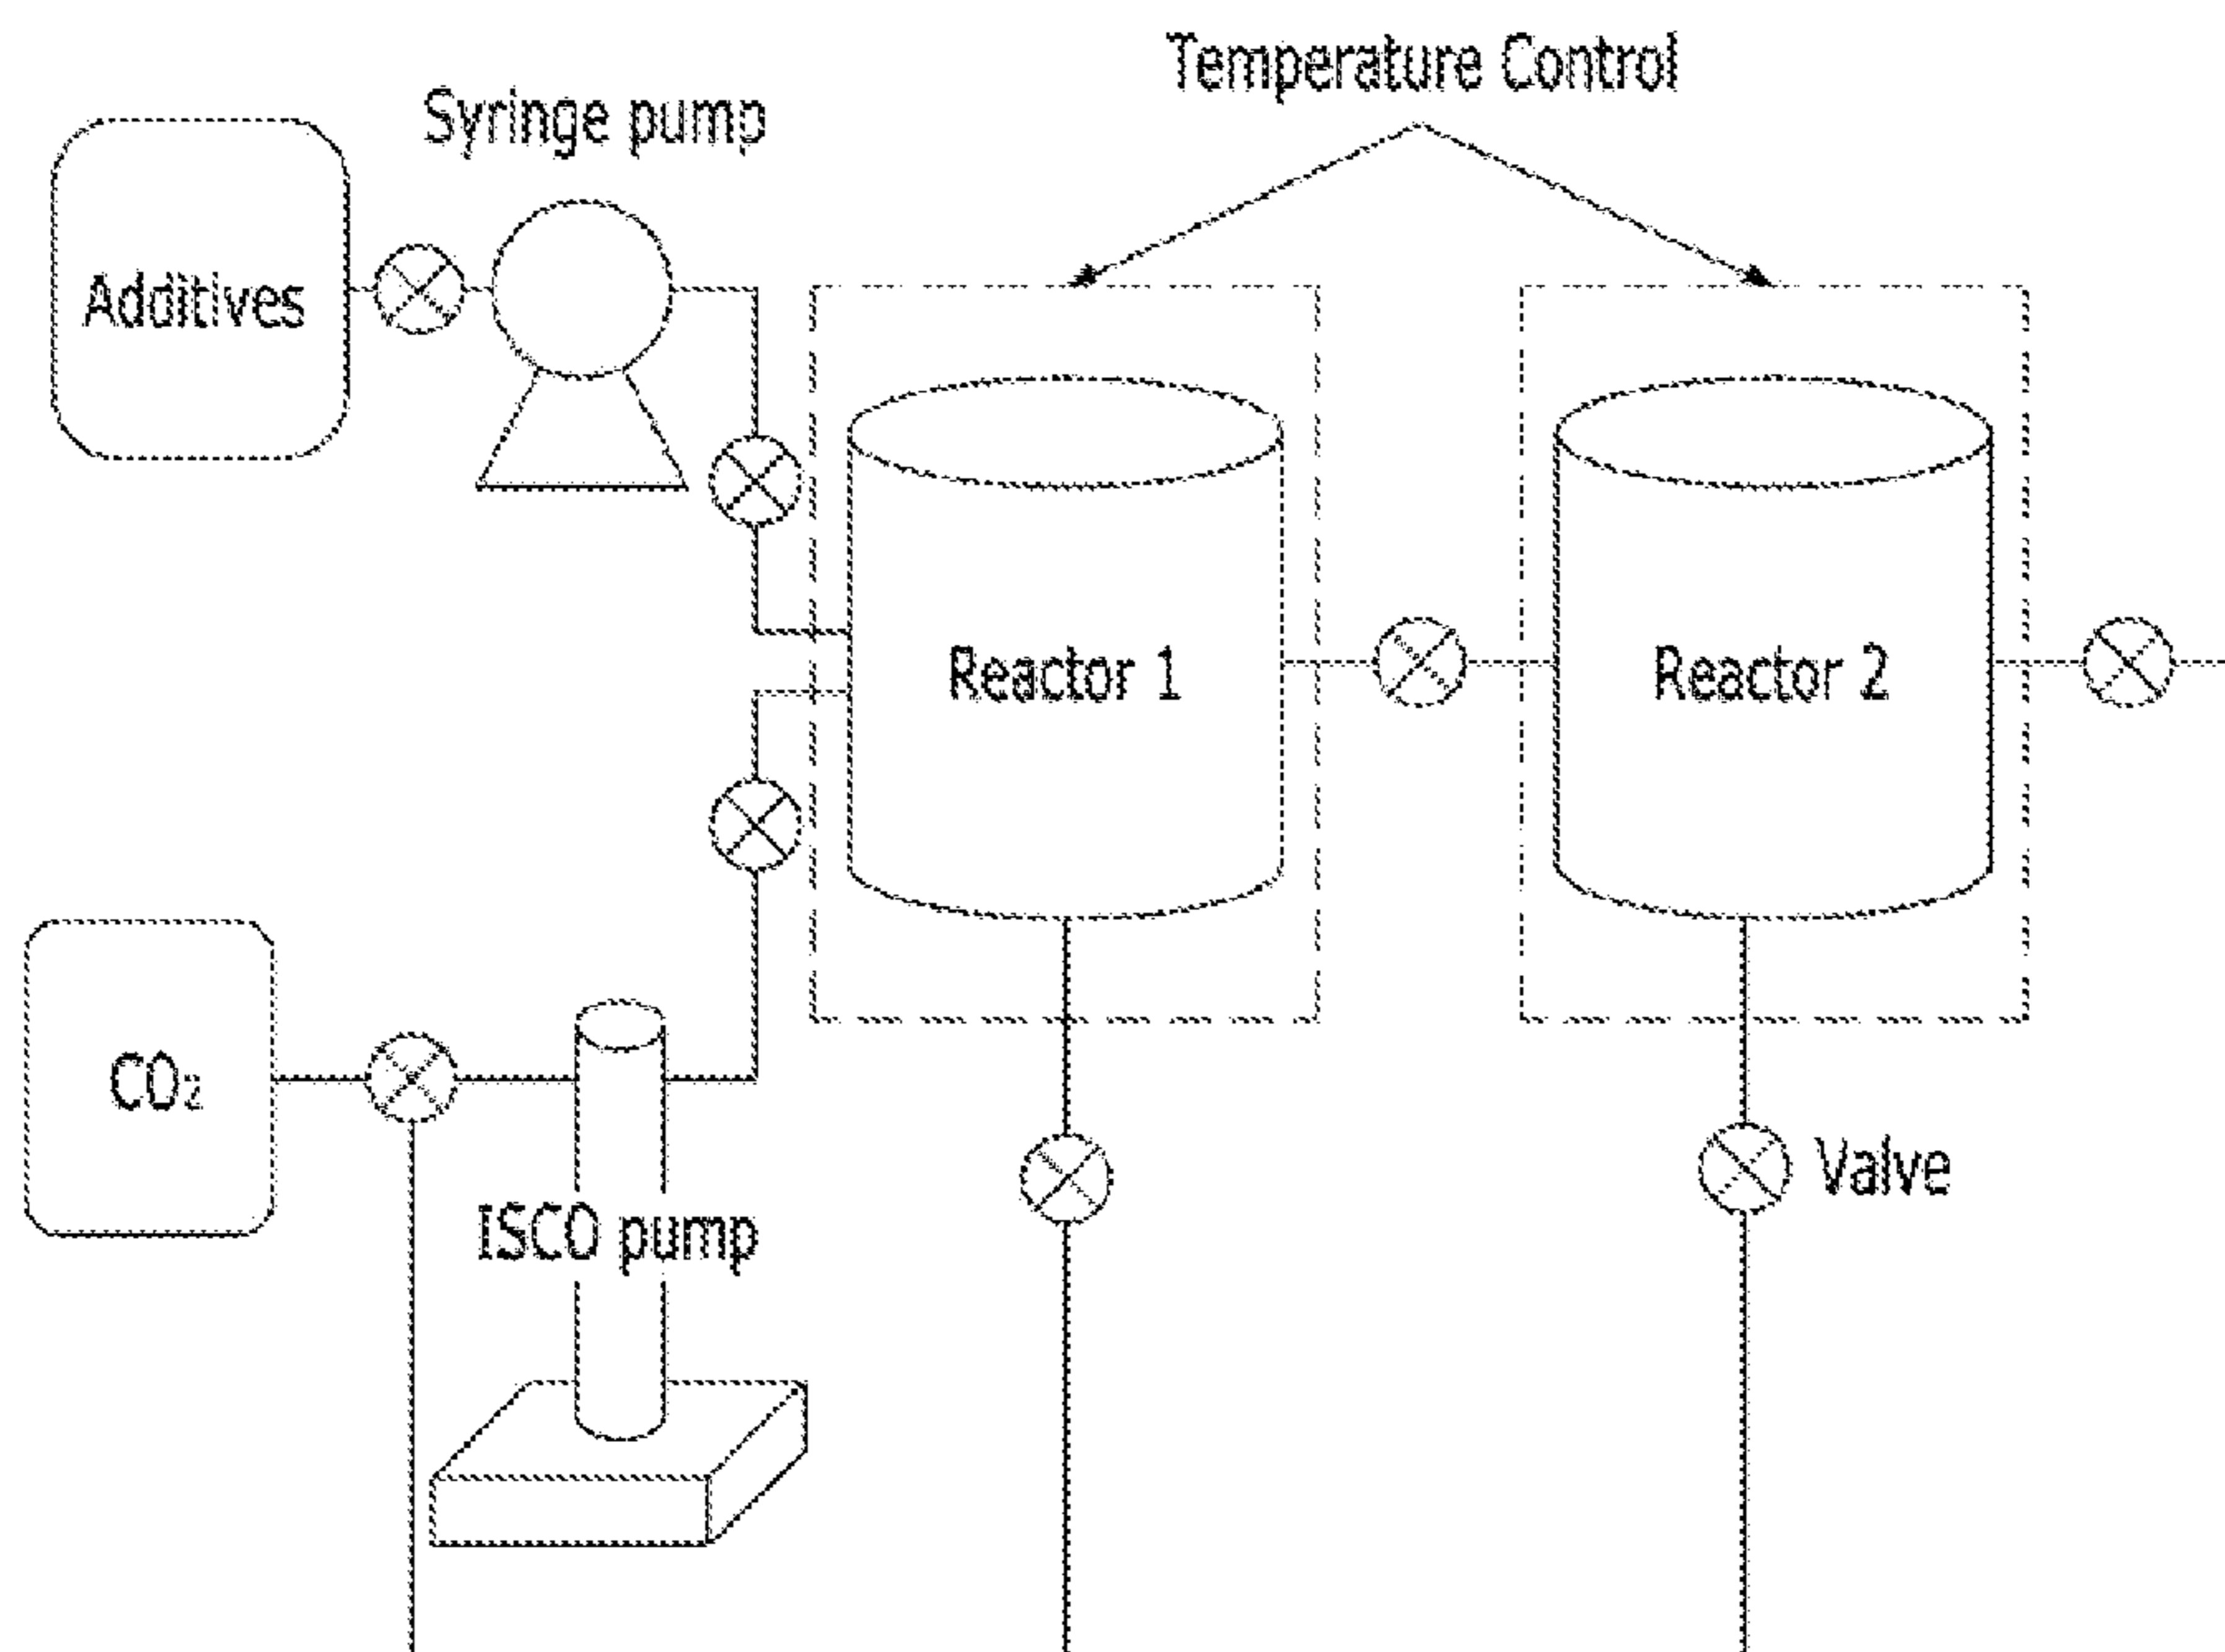 Temperature Control
Syringe pump
Additives
Reactor 1
Reactor 2
CO₂
Valve
ISCO pump